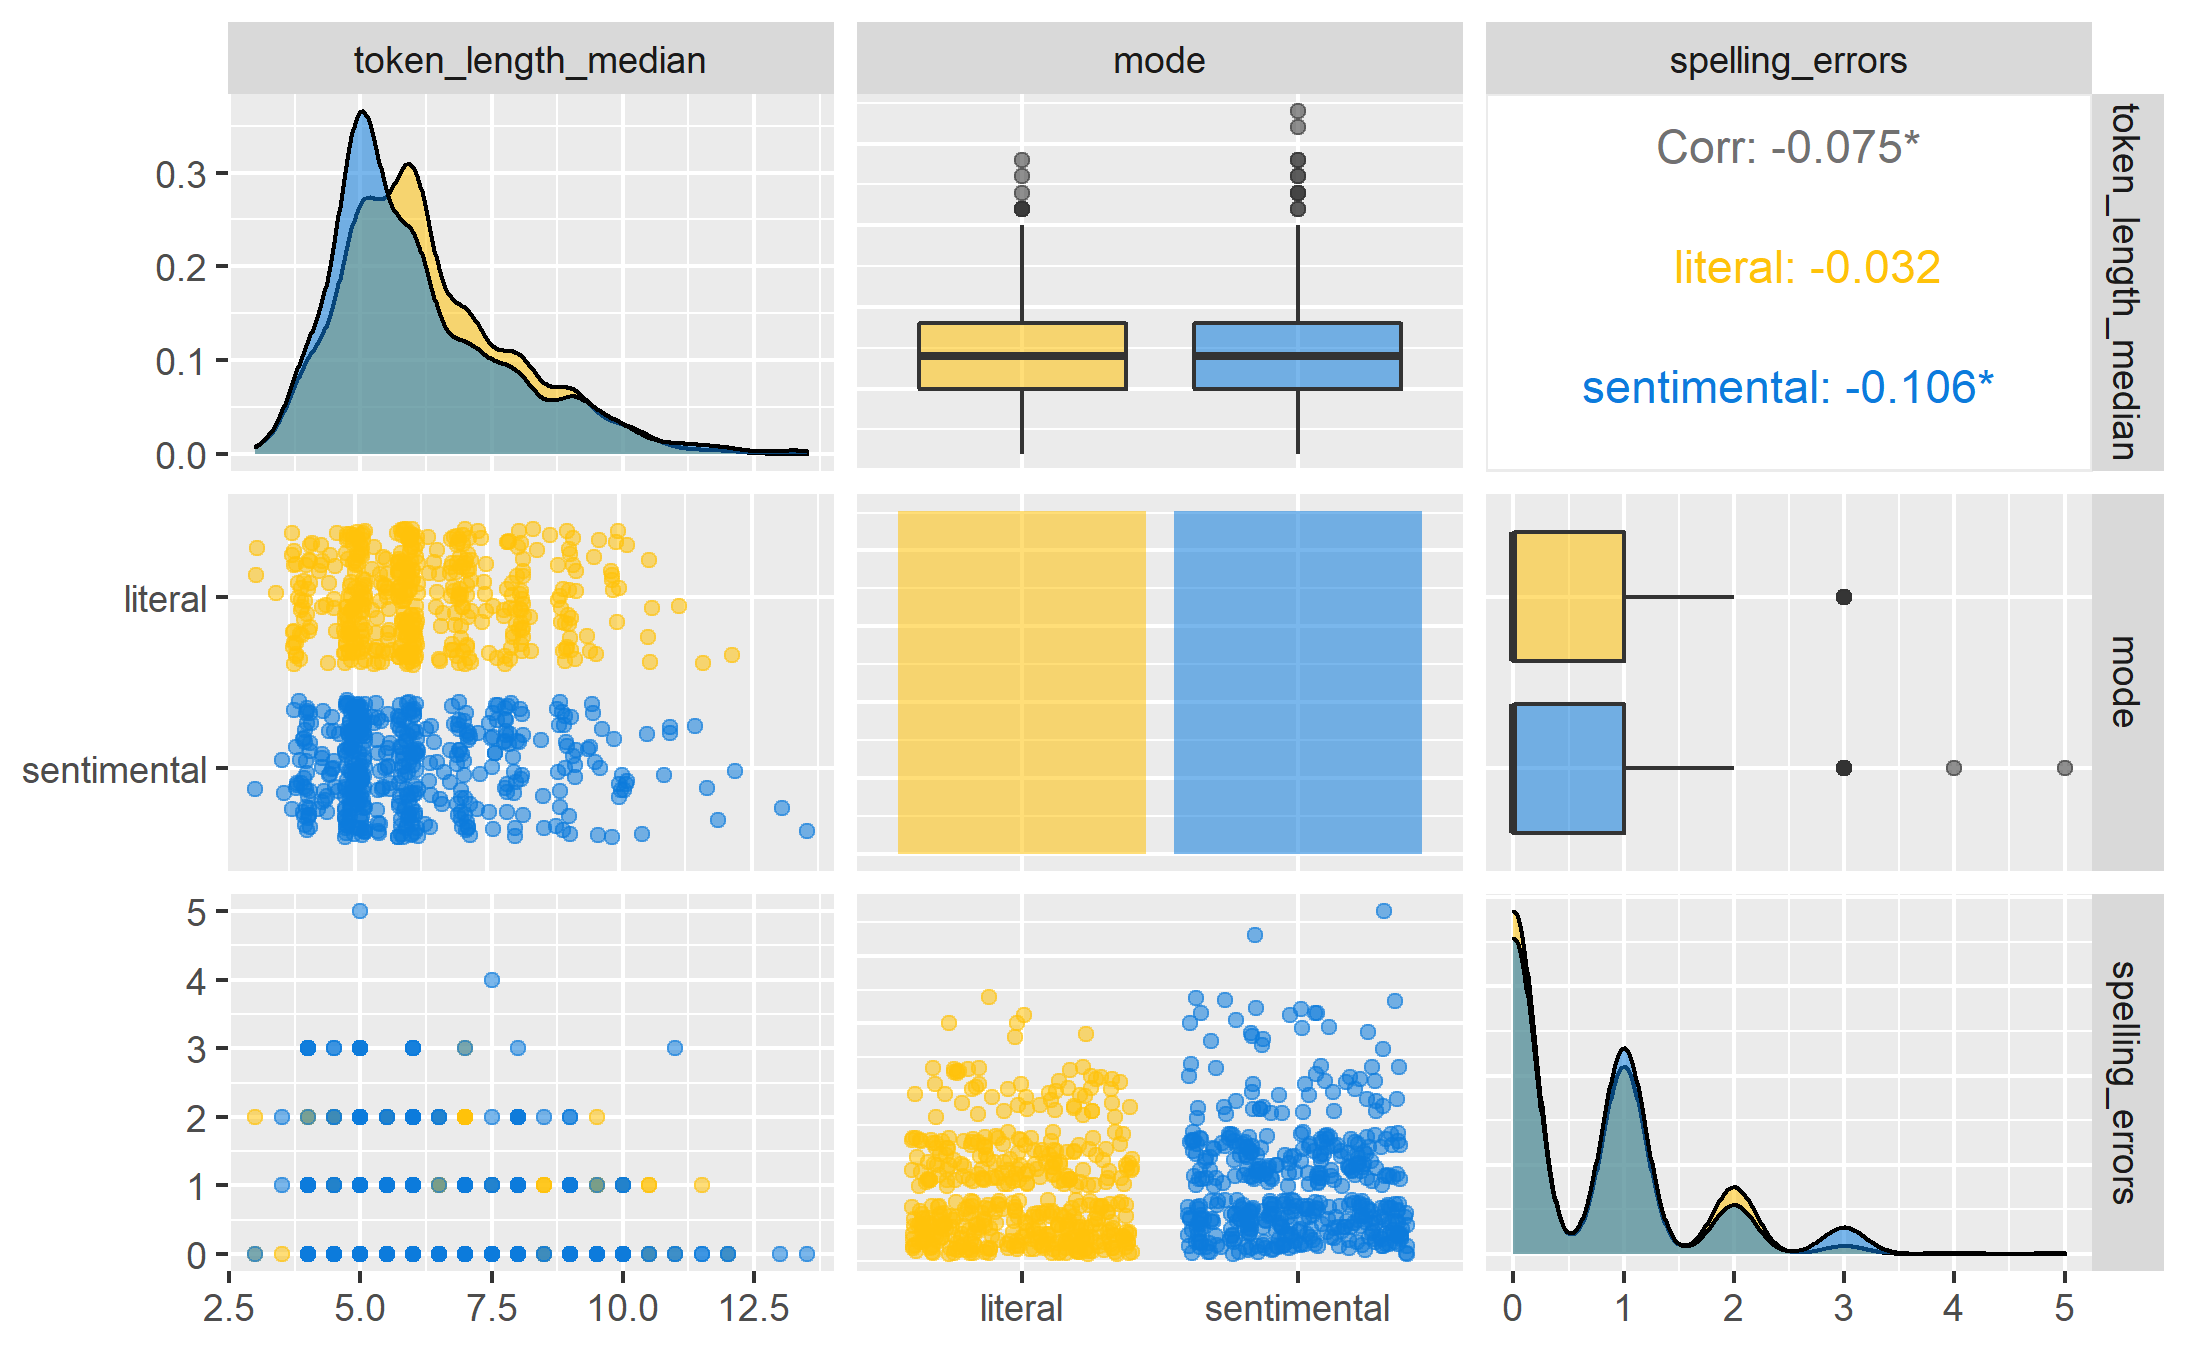 token_length_median
mode
spelling_errors
0.3
0.2
0.1
0.0
Corr: -0.075*
literal: -0.032
sentimental: -0.106*
token_length_median
literal
sentimental
mode
5
4
3
2
1
0
spelling_errors
2.5 5.0 7.5 10.0 12.5
literal sentimental
0 1 2 3 4 5